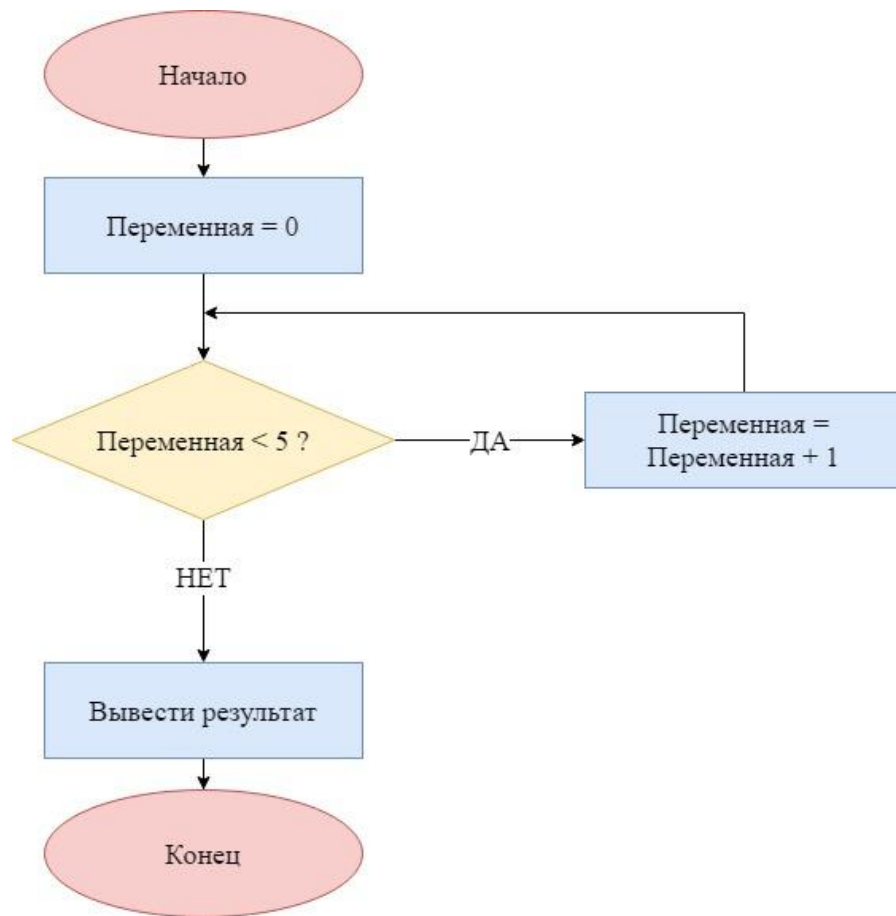 Начало
Переменная = 0
Переменная < 5 ?
ДА
Переменная =
Переменная + 1
НЕТ
Вывести результат
Конец